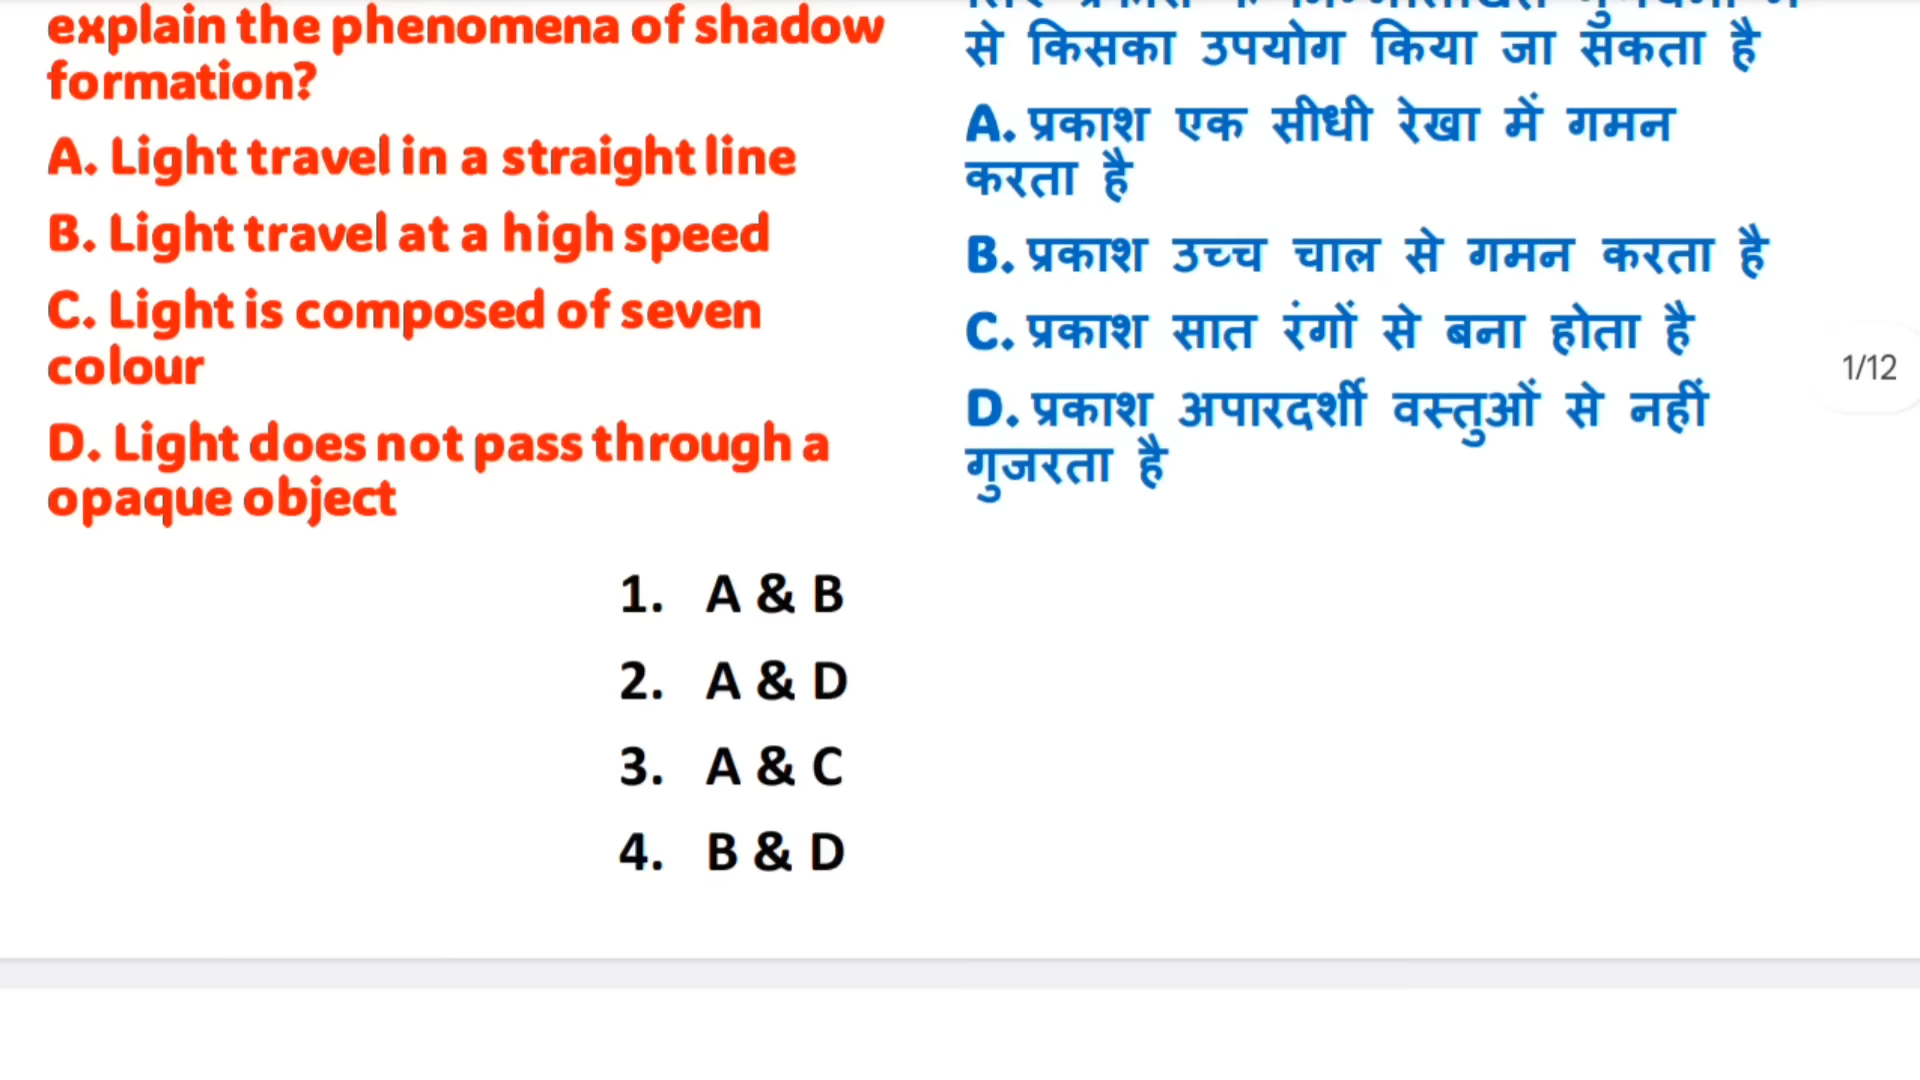 explain the phenomena of shadow
formation?
A. Light travel in a straight line
B. Light travel at a high speed
C. Light is composed of seven
colour
D. Light does not pass through a
opaque object
से किसका उपयोग किया जा सकता है
A. प्रकाश एक सीधी रेखा में गमन
करता है
B. प्रकाश उच्च चाल से गमन करता है
C. प्रकाश सात रंगों से बना होता है
D. प्रकाश अपारदर्शी वस्तुओं से नहीं
गुजरता है
1/12
1. A & B
2. A & D
3. A & C
4. B & D